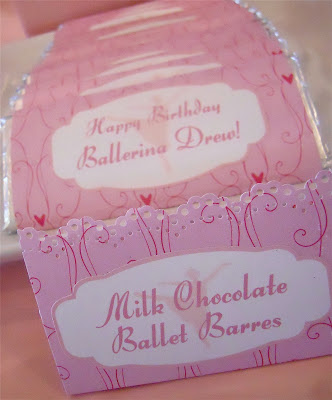 Happy Birthday
Ballerina Drew!
Milk Chocolate
Ballet Barres